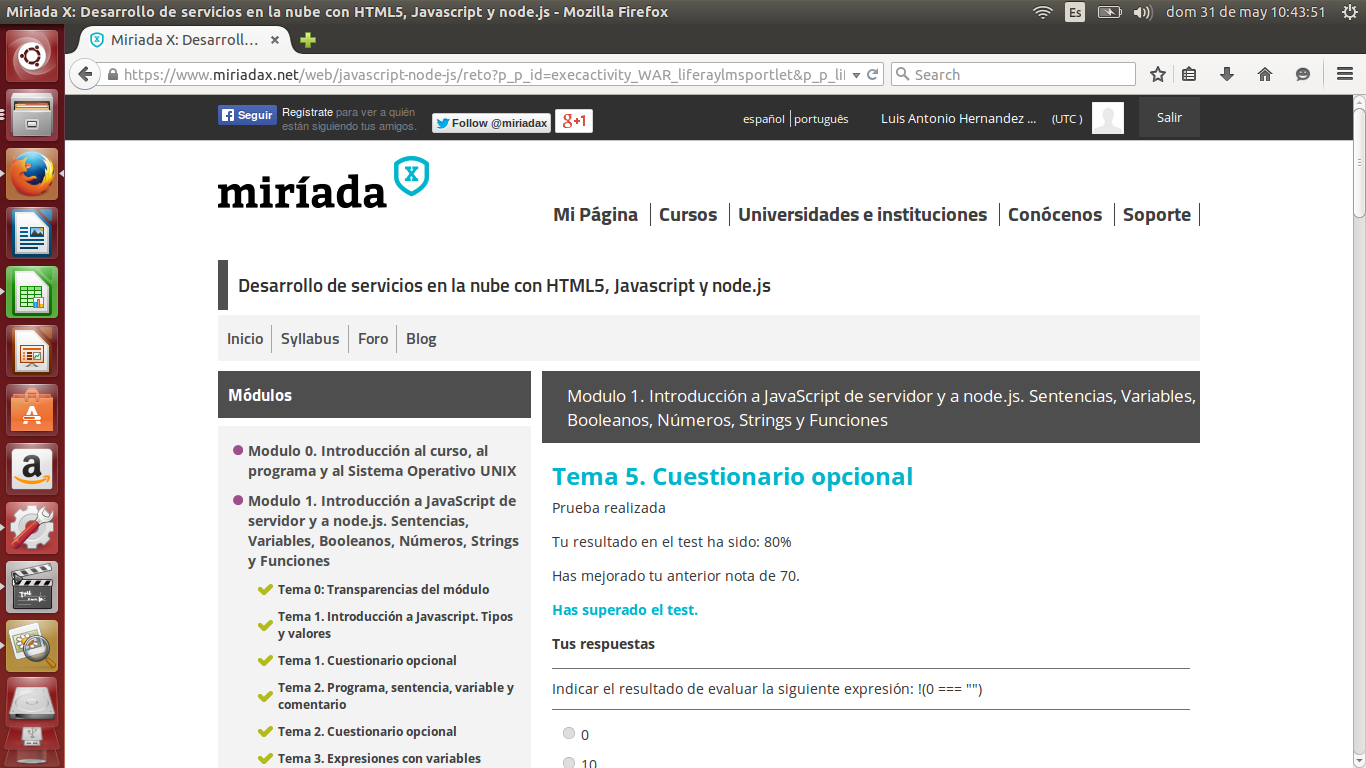 Miriada X: Desarrollo de servicios en la nube con HTML5, Javascript y node.js - Mozilla Firefox
Es
dom 31 de may 10:43:51
Miriada X: Desarroll...
https://www.miriadax.net/web/javascript-node-js/reto?p_p_id=execactivity_WAR_liferaylmsportlet&p_p_li
Search
Seguir
Regístrate para ver a quién
están siguiendo tus amigos.
Follow @miriadax
g+1
español
português
Luis Antonio Hernandez ...
(UTC )
Salir
miríada x
Mi Página
Cursos
Universidades e instituciones
Conócenos
Soporte
Desarrollo de servicios en la nube con HTML5, Javascript y node.js
Inicio
Syllabus
Foro
Blog
Módulos
Modulo 0. Introducción al curso, al
programa y al Sistema Operativo UNIX
Modulo 1. Introducción a JavaScript de
servidor y a node.js. Sentencias,
Variables, Booleanos, Números, Strings
y Funciones
Tema 0: Transparencias del módulo
Tema 1. Introducción a Javascript. Tipos
y valores
Tema 1. Cuestionario opcional
Tema 2. Programa, sentencia, variable y
comentario
Tema 2. Cuestionario opcional
Tema 3. Expresiones con variables
Modulo 1. Introducción a JavaScript de servidor y a node.js. Sentencias, Variables,
Booleanos, Números, Strings y Funciones
Tema 5. Cuestionario opcional
Prueba realizada
Tu resultado en el test ha sido: 80%
Has mejorado tu anterior nota de 70.
Has superado el test.
Tus respuestas
Indicar el resultado de evaluar la siguiente expresión: !(0 === "")
0
10